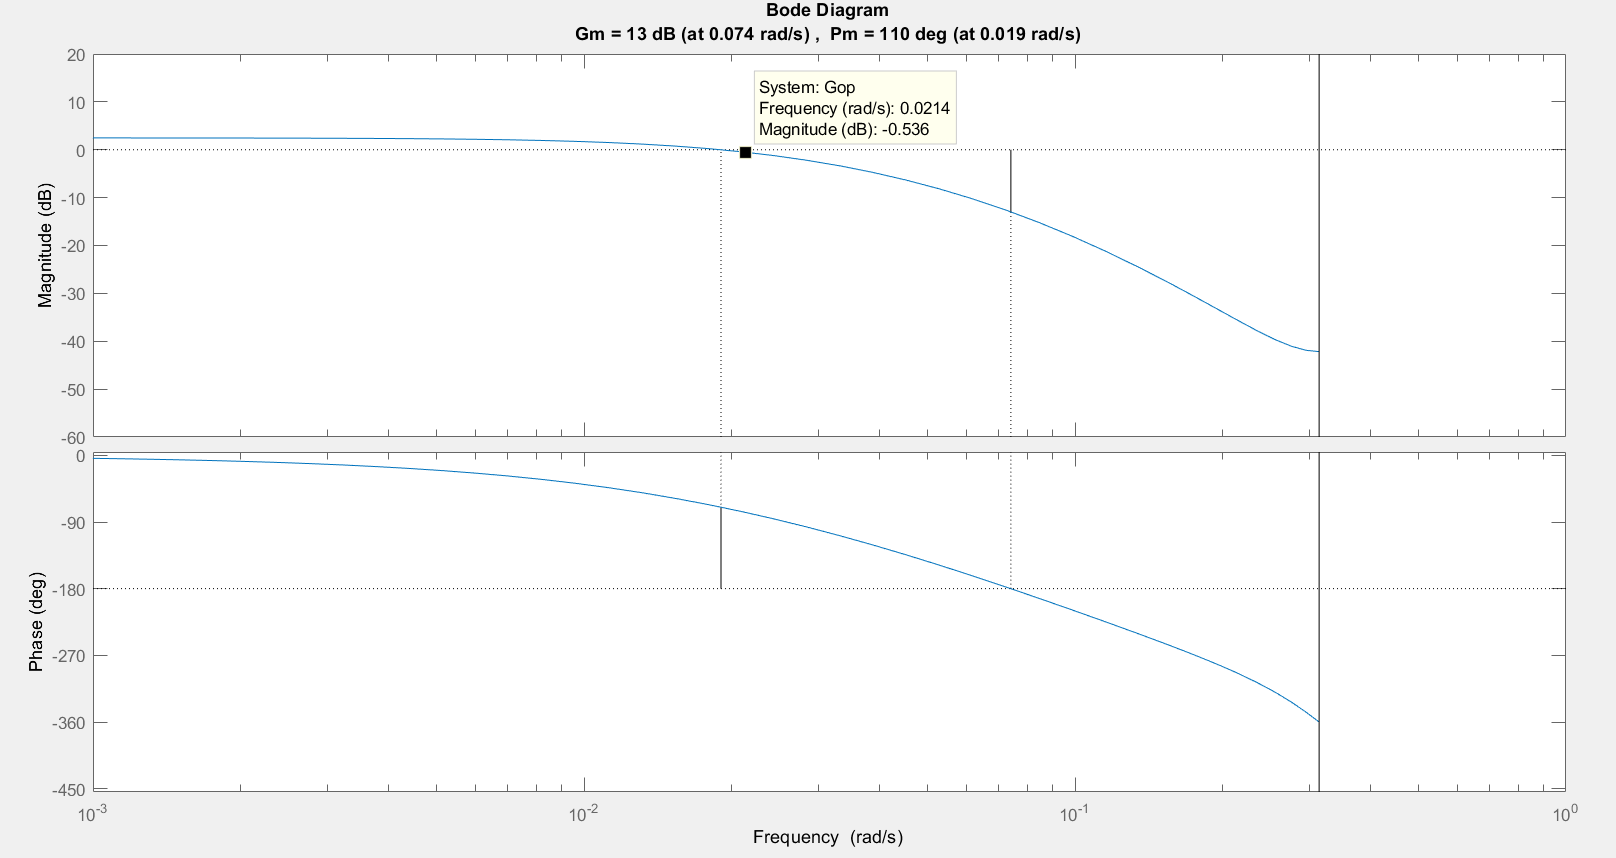 Bode Diagram
Gm = 13 dB (at 0.074 rad/s) ,  Pm = 110 deg (at 0.019 rad/s)
System: Gop
Frequency (rad/s): 0.0214
Magnitude (dB): -0.536
Magnitude (dB)
20
10
0
-10
-20
-30
-40
-50
-60
Phase (deg)
0
-90
-180
-270
-360
-450
10^-3 10^-2 10^-1 10^0
Frequency  (rad/s)